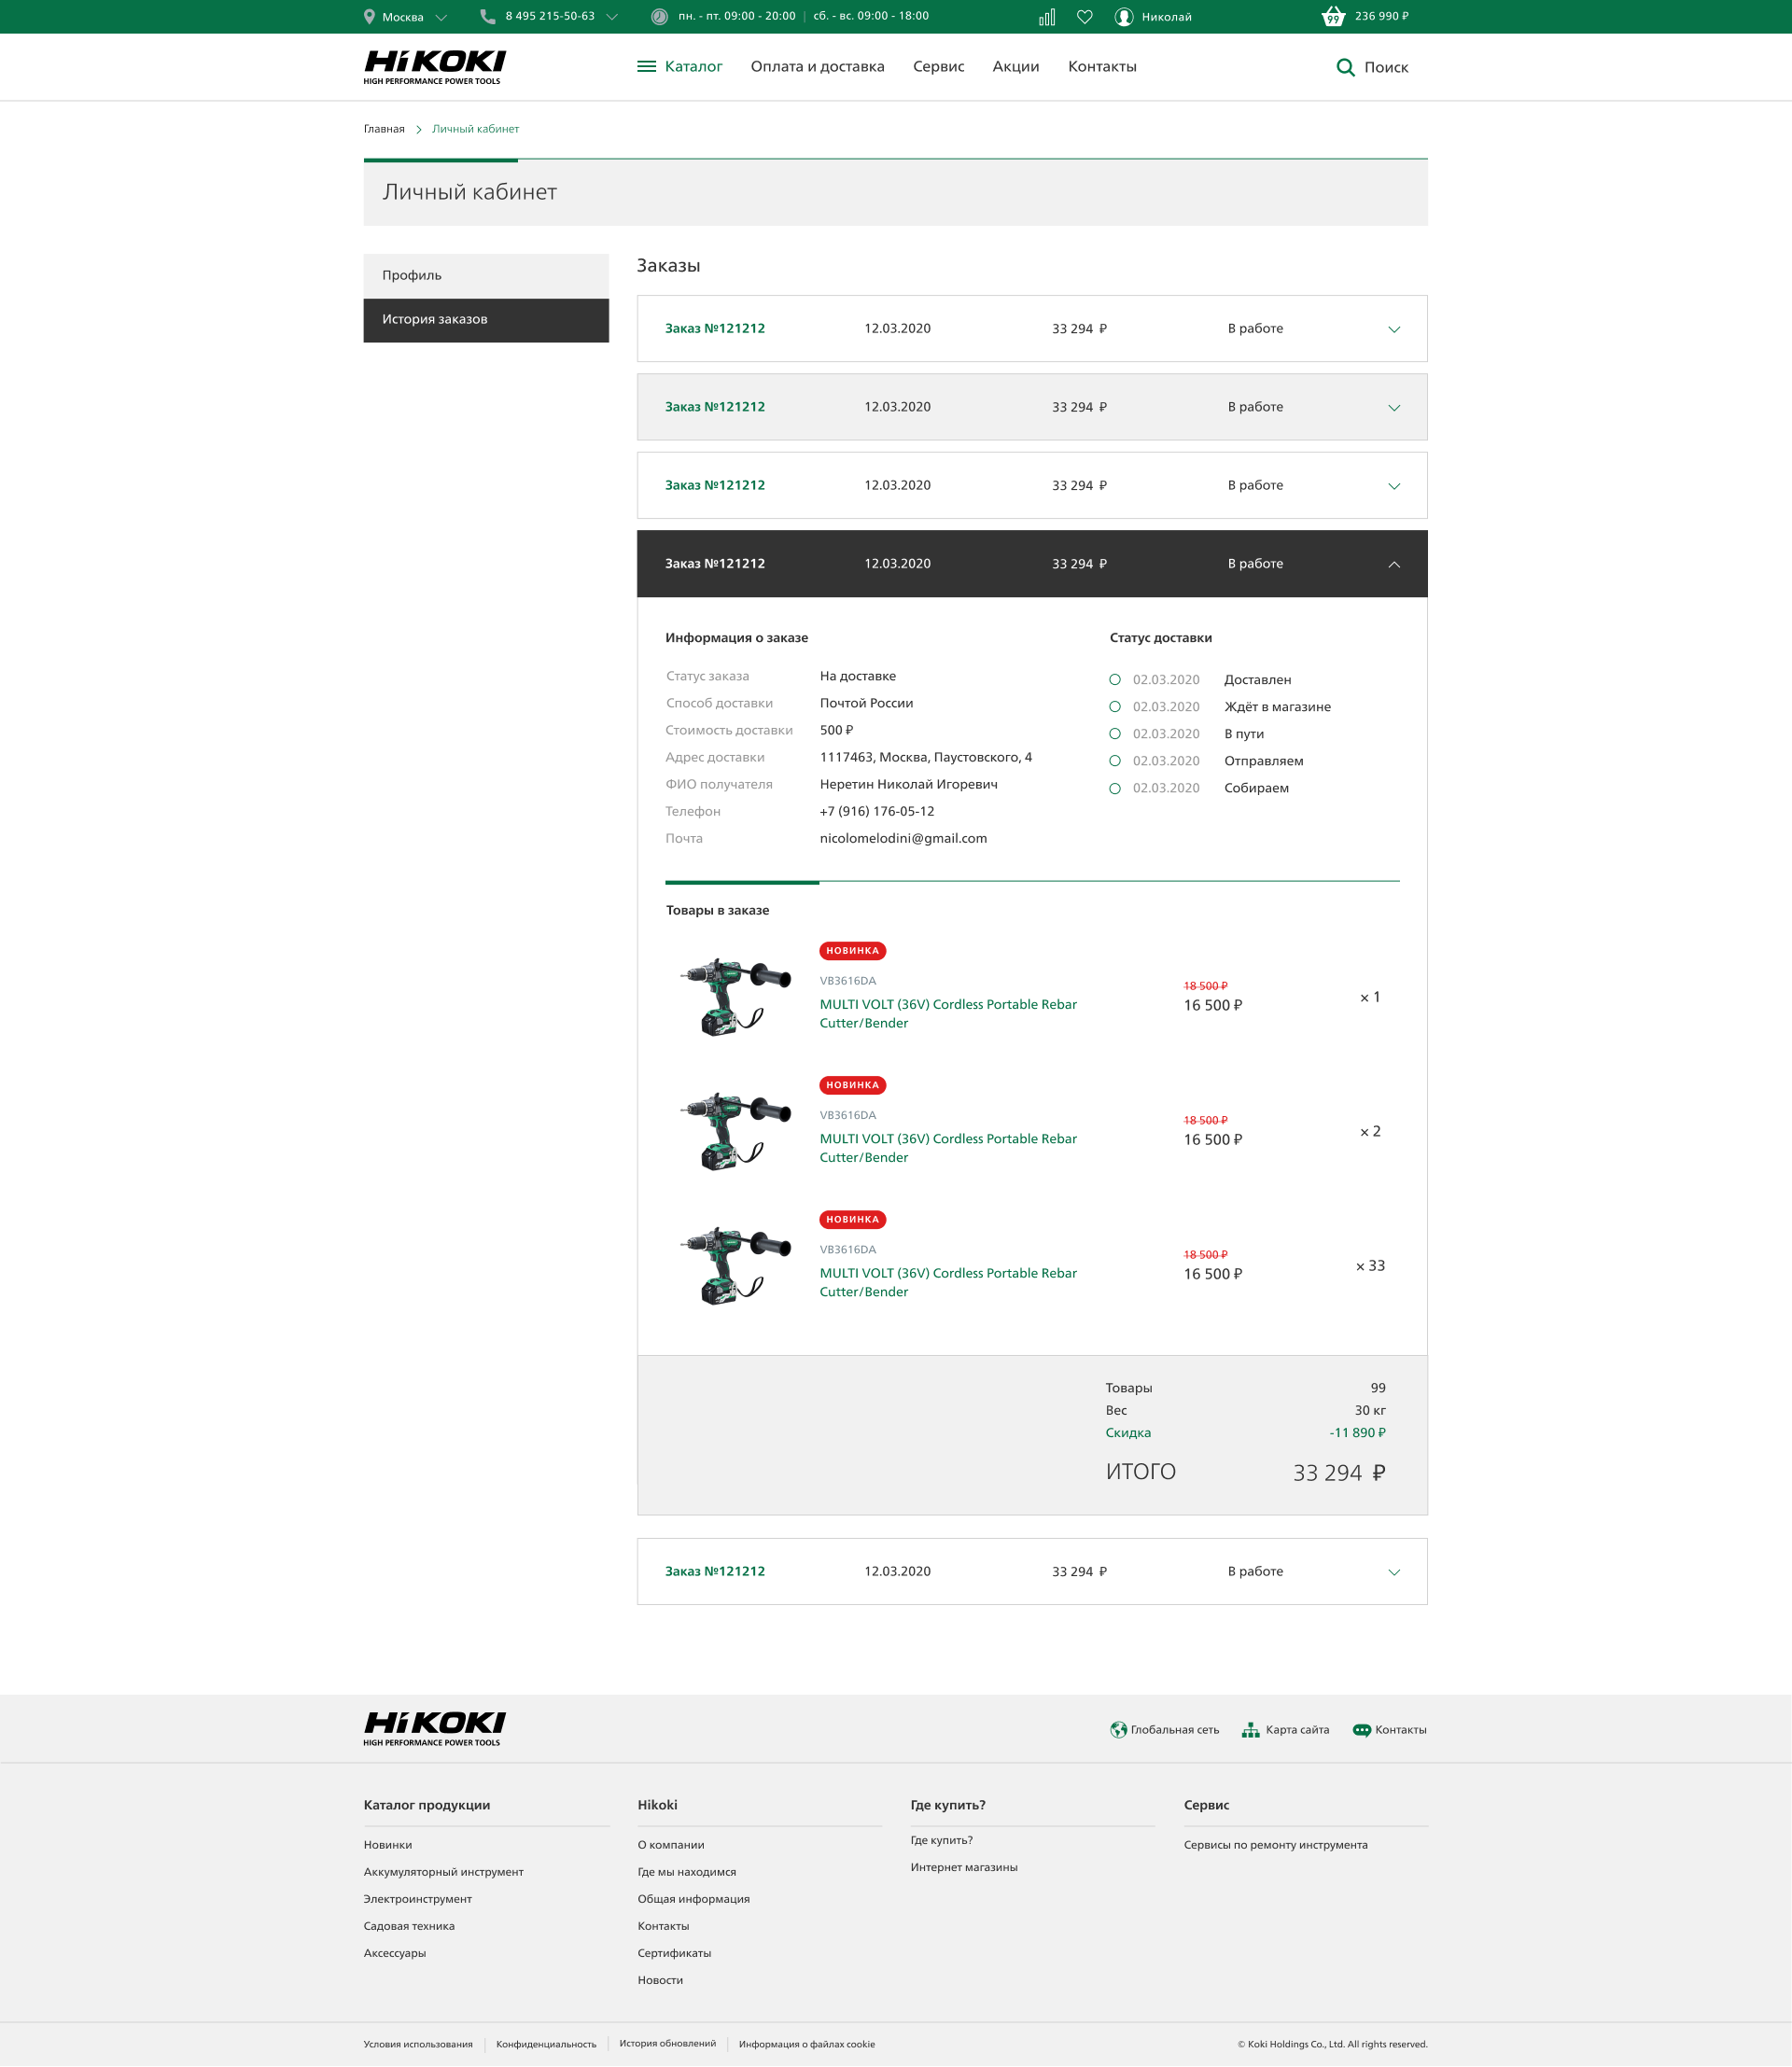 Москва
8 495 215-50-63
пн. - пт. 09:00 - 20:00 | сб. - вс. 09:00 - 18:00
Николай
99
236 990 ₽
HiKOKI
HIGH PERFORMANCE POWER TOOLS
Каталог
Оплата и доставка
Сервис
Акции
Контакты
Поиск
Главная
Личный кабинет
Личный кабинет
Профиль
История заказов
Заказы
Заказ №121212 12.03.2020 33 294 ₽ В работе
Заказ №121212 12.03.2020 33 294 ₽ В работе
Заказ №121212 12.03.2020 33 294 ₽ В работе
Заказ №121212 12.03.2020 33 294 ₽ В работе
Информация о заказе
Статус заказа На доставке
Способ доставки Почтой России
Стоимость доставки 500 ₽
Адрес доставки 1117463, Москва, Паустовского, 4
ФИО получателя Неретин Николай Игоревич
Телефон +7 (916) 176-05-12
Почта nicolomelodini@gmail.com
Статус доставки
02.03.2020 Доставлен
02.03.2020 Ждёт в магазине
02.03.2020 В пути
02.03.2020 Отправляем
02.03.2020 Собираем
Товары в заказе
НОВИНКА
VB3616DA
MULTI VOLT (36V) Cordless Portable Rebar
Cutter/Bender
18 500 ₽
16 500 ₽
× 1
НОВИНКА
VB3616DA
MULTI VOLT (36V) Cordless Portable Rebar
Cutter/Bender
18 500 ₽
16 500 ₽
× 2
НОВИНКА
VB3616DA
MULTI VOLT (36V) Cordless Portable Rebar
Cutter/Bender
18 500 ₽
16 500 ₽
× 33
Товары 99
Вес 30 кг
Скидка -11 890 ₽
ИТОГО 33 294 ₽
Заказ №121212 12.03.2020 33 294 ₽ В работе
HiKOKI
HIGH PERFORMANCE POWER TOOLS
Глобальная сеть
Карта сайта
Контакты
Каталог продукции
Новинки
Аккумуляторный инструмент
Электроинструмент
Садовая техника
Аксессуары
Hikoki
О компании
Где мы находимся
Общая информация
Контакты
Сертификаты
Новости
Где купить?
Где купить?
Интернет магазины
Сервис
Сервисы по ремонту инструмента
Условия использования
Конфиденциальность
История обновлений
Информация о файлах cookie
© Koki Holdings Co., Ltd. All rights reserved.